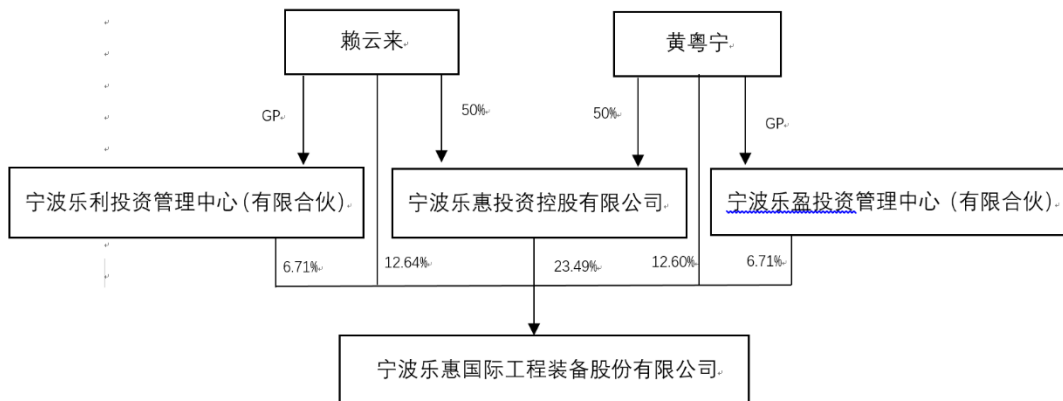 赖云来
黄粤宁
GP
50%
50%
GP
宁波乐利投资管理中心(有限合伙)
宁波乐惠投资控股有限公司
宁波乐盈投资管理中心 (有限合伙)
6.71%
12.64%
23.49%
12.60%
6.71%
宁波乐惠国际工程装备股份有限公司